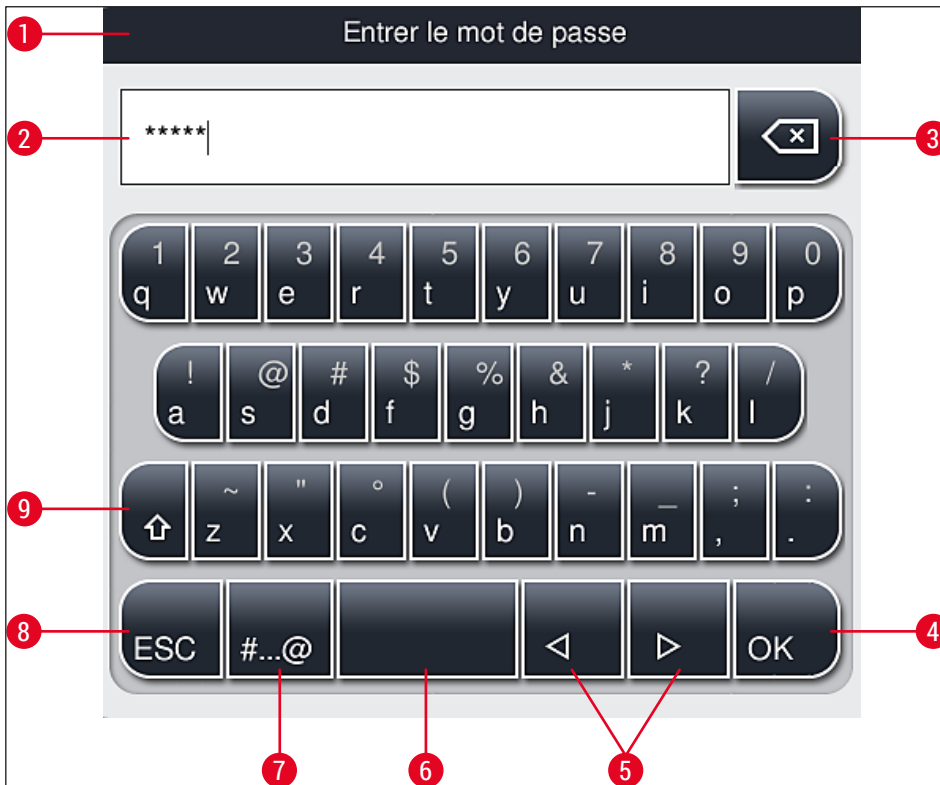 1 Entrer le mot de passe
2 ***** 3
1 2 3 4 5 6 7 8 9 0
q w e r t y u i o p
! @ # $ % & * ? /
a s d f g h j k l
~ " ° ( ) - _ ; :
9 z x c v b n m , .
8 ESC #...@ OK 4
7 6 5